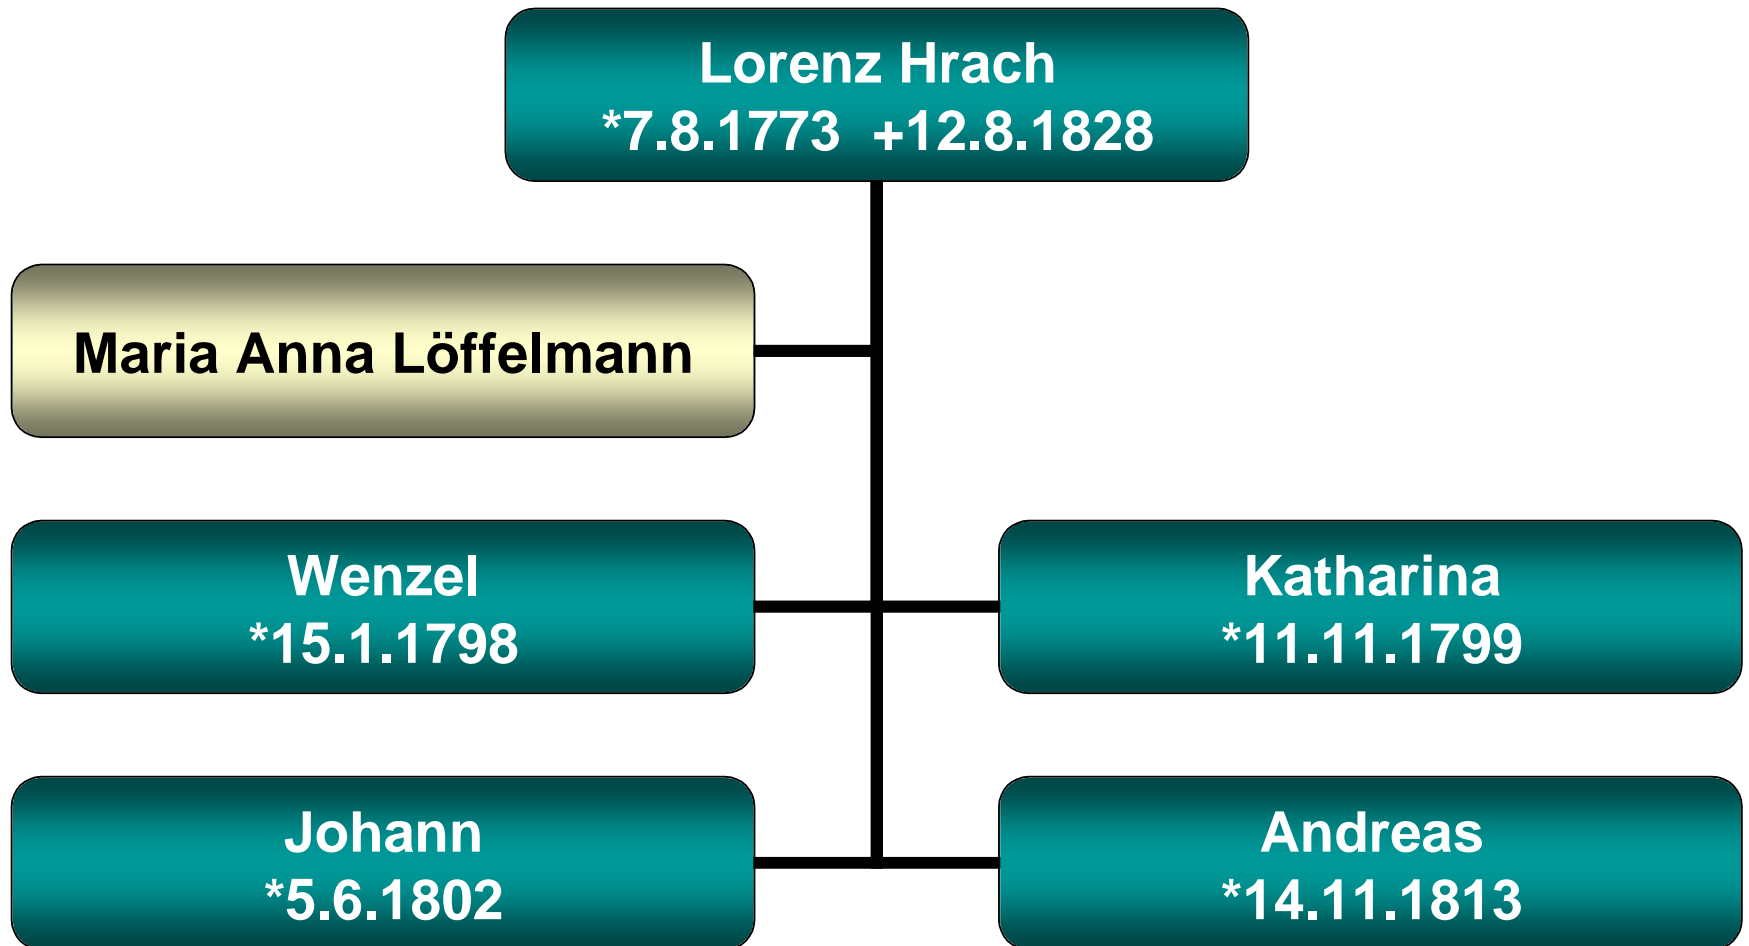 Lorenz Hrach
*7.8.1773  +12.8.1828
Maria Anna Löffelmann
Wenzel
*15.1.1798
Katharina
*11.11.1799
Johann
*5.6.1802
Andreas
*14.11.1813